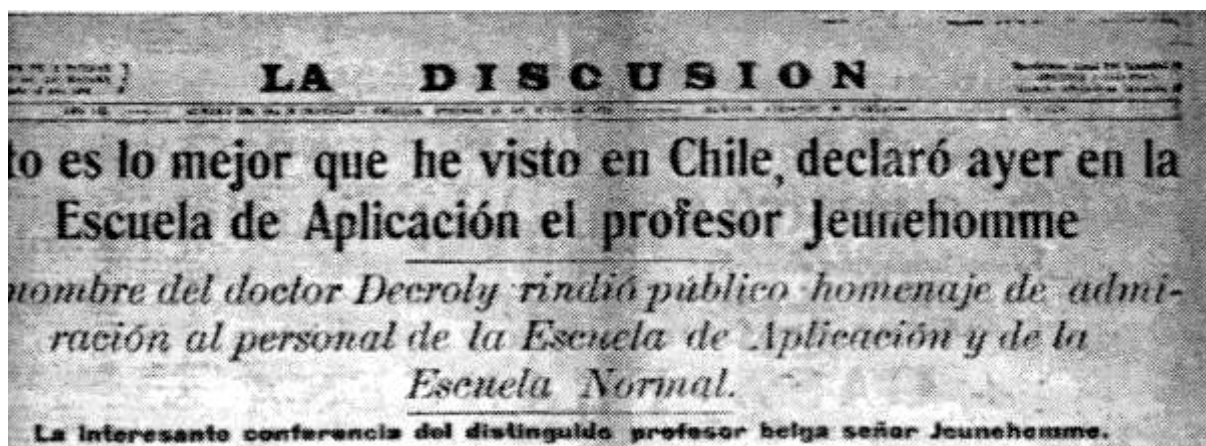 LA DISCUSION
to es lo mejor que he visto en Chile, declaró ayer en la
Escuela de Aplicación el profesor Jeunehomme
nombre del doctor Decroly rindió público homenaje de admi-
ración al personal de la Escuela de Aplicación y de la
Escuela Normal.
La interesante conferencia del distinguido profesor belga señor Jeunehomme.